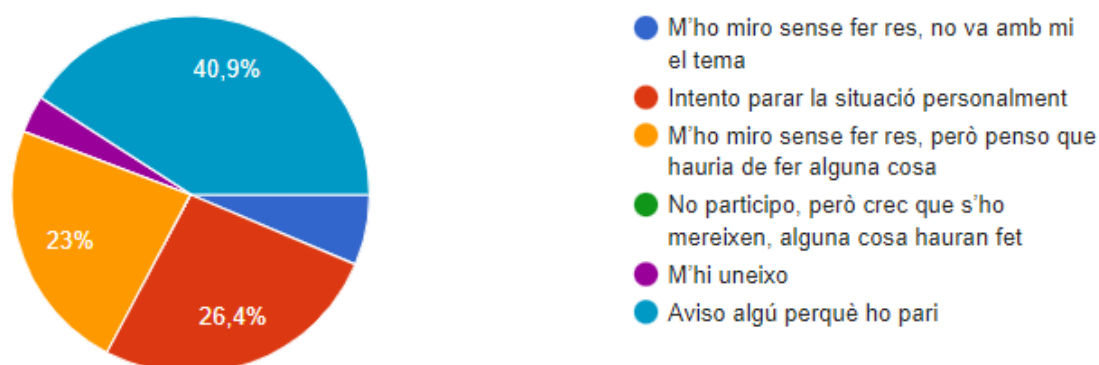 40,9%
23%
26,4%
M'ho miro sense fer res, no va amb mi
el tema
Intento parar la situació personalment
M'ho miro sense fer res, però penso que
hauria de fer alguna cosa
No participo, però crec que s'ho
mereixen, alguna cosa hauran fet
M'hi uneixo
Aviso algú perquè ho pari